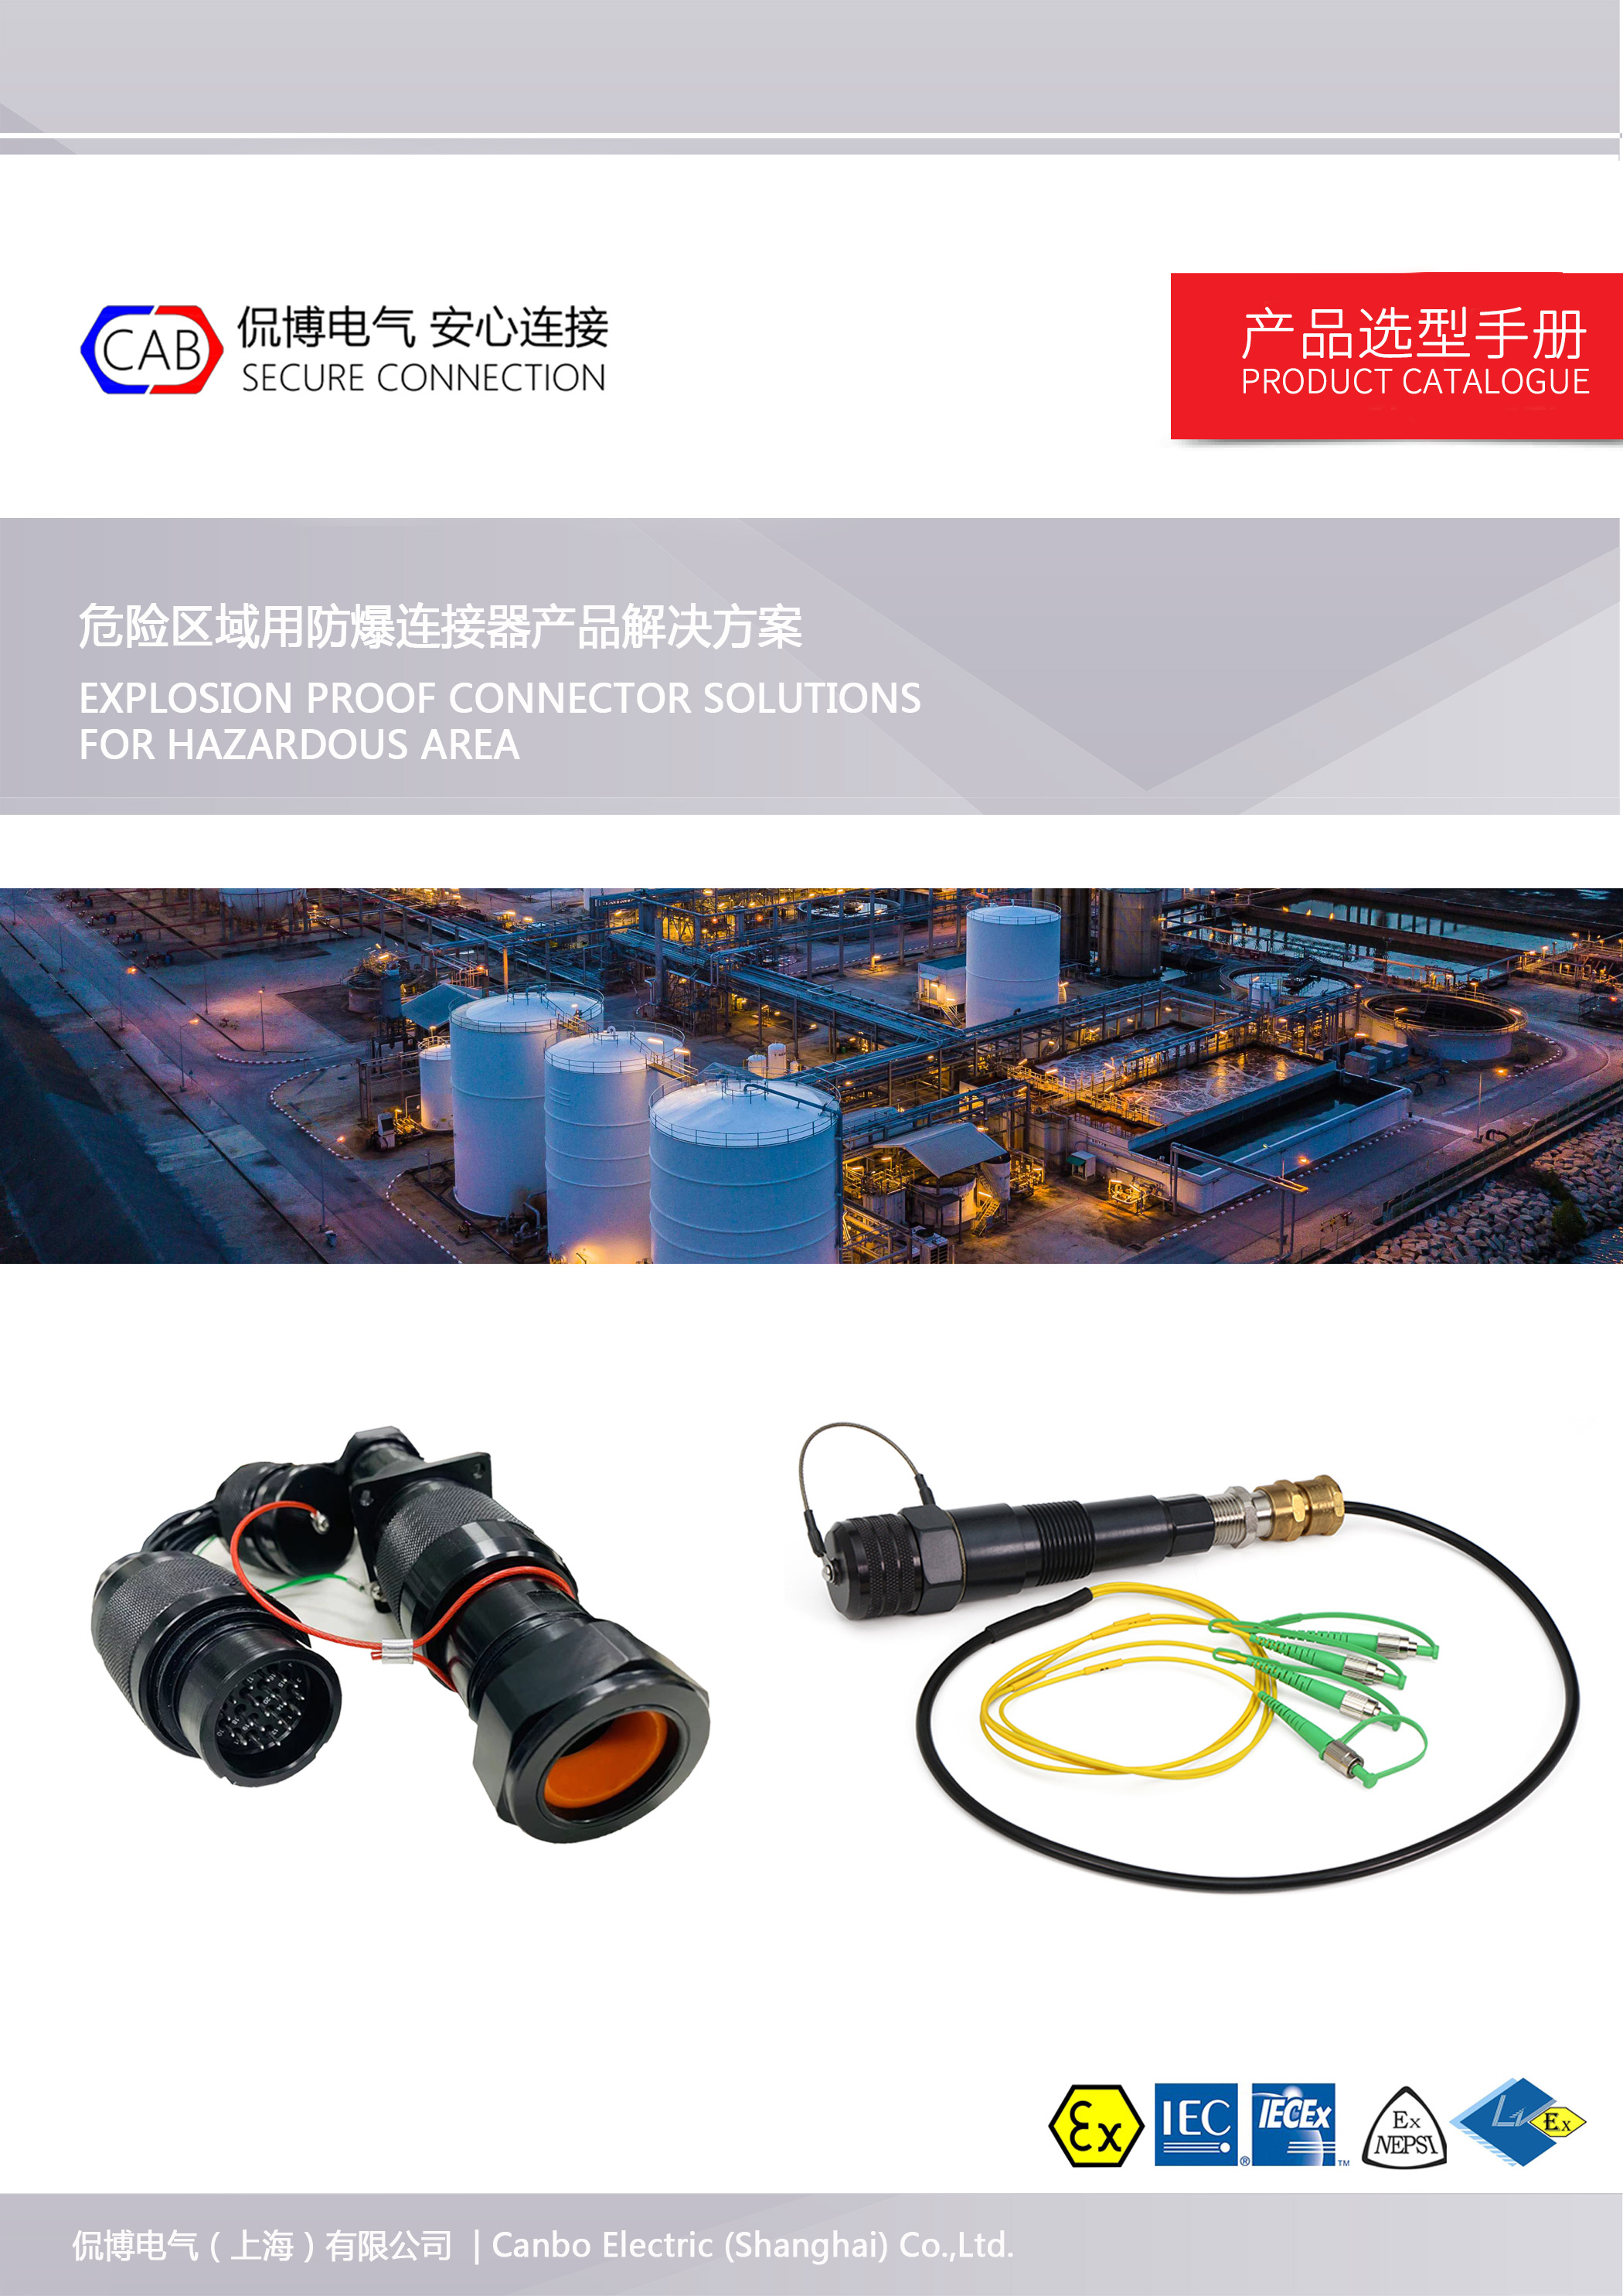 CAB
侃博电气 安心连接
SECURE CONNECTION
产品选型手册
PRODUCT CATALOGUE
危险区域用防爆连接器产品解决方案
EXPLOSION PROOF CONNECTOR SOLUTIONS
FOR HAZARDOUS AREA
Ex
IEC
®
IECEx
TM
Ex
NEPSI
Lv
Ex
侃博电气（上海）有限公司 | Canbo Electric (Shanghai) Co.,Ltd.